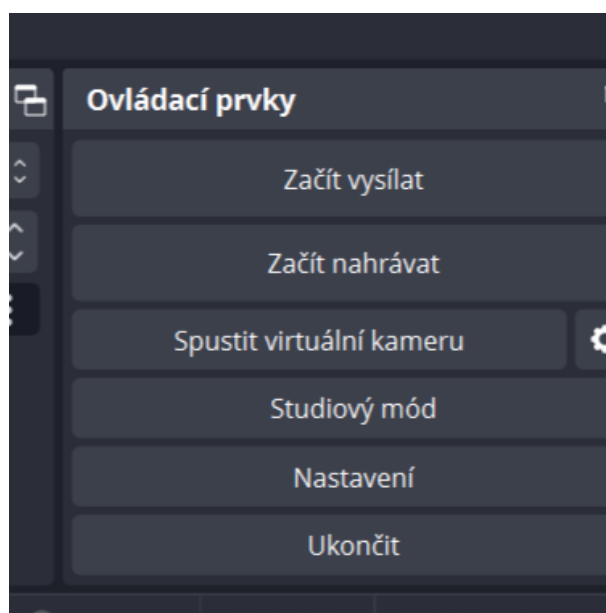 Ovládací prvky
Začít vysílat
Začít nahrávat
Spustit virtuální kameru
Studiový mód
Nastavení
Ukončit